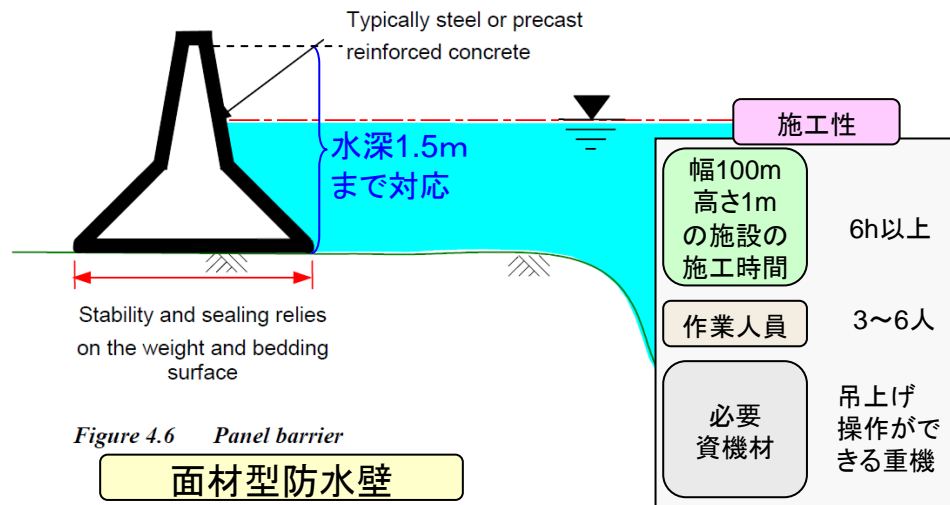 Typically steel or precast
reinforced concrete
水深1.5m
まで対応
Stability and sealing relies
on the weight and bedding
surface
Figure 4.6 Panel barrier
面材型防水壁
施工性
幅100m
高さ1m
の施設の
施工時間
6h以上
作業人員
3～6人
必要
資機材
吊上げ
操作がで
きる重機